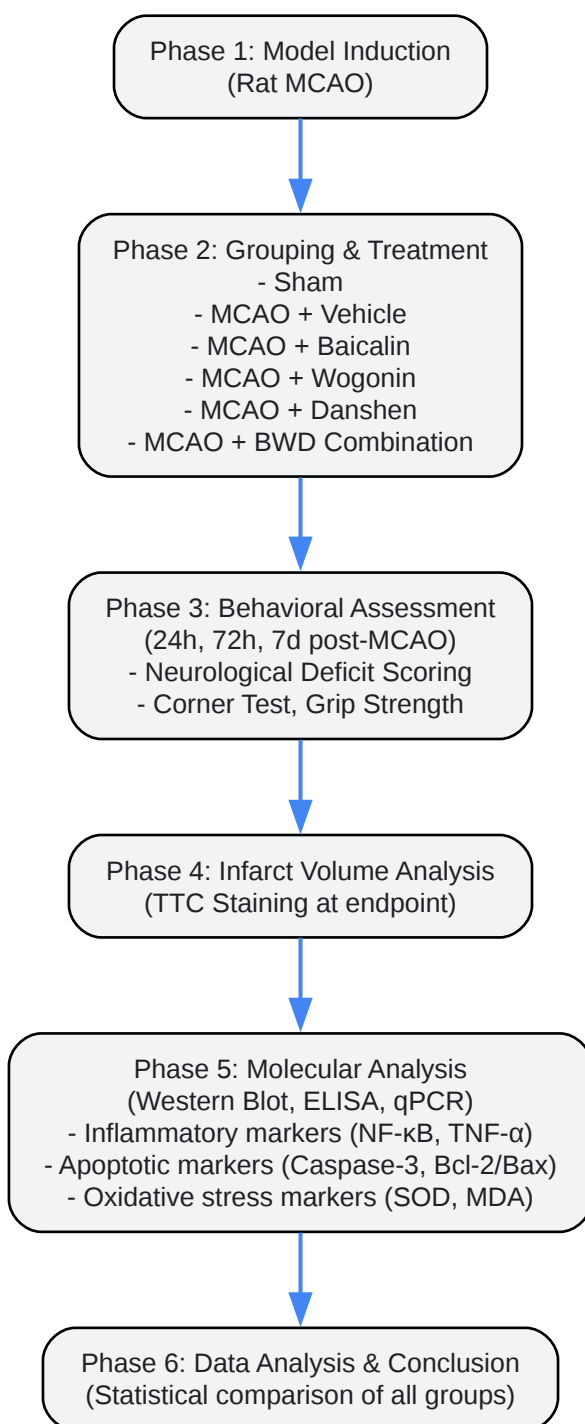 Phase 1: Model Induction
(Rat MCAO)
Phase 2: Grouping & Treatment
- Sham
- MCAO + Vehicle
- MCAO + Baicalin
- MCAO + Wogonin
- MCAO + Danshen
- MCAO + BWD Combination
Phase 3: Behavioral Assessment
(24h, 72h, 7d post-MCAO)
- Neurological Deficit Scoring
- Corner Test, Grip Strength
Phase 4: Infarct Volume Analysis
(TTC Staining at endpoint)
Phase 5: Molecular Analysis
(Western Blot, ELISA, qPCR)
- Inflammatory markers (NF-κB, TNF-α)
- Apoptotic markers (Caspase-3, Bcl-2/Bax)
- Oxidative stress markers (SOD, MDA)
Phase 6: Data Analysis & Conclusion
(Statistical comparison of all groups)